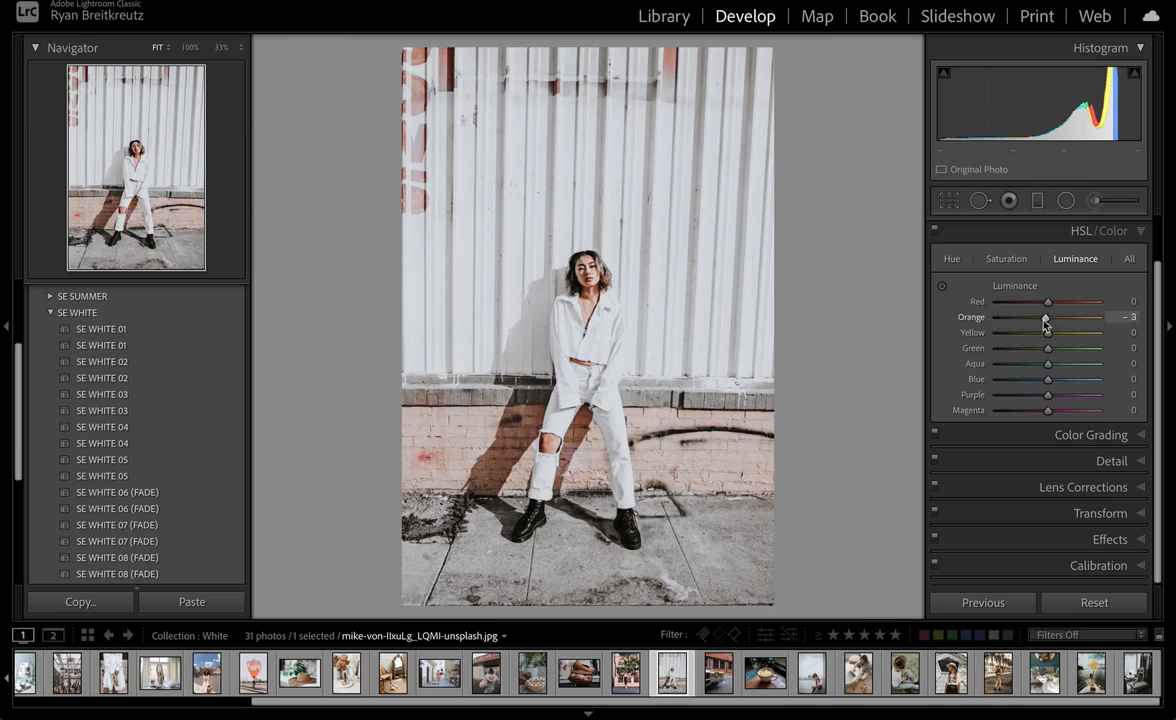 LrC
Adobe Lightroom Classic
Ryan Breitkreutz
Library | Develop | Map | Book | Slideshow | Print | Web
Navigator FIT 100% 33%
SE SUMMER
SE WHITE
SE WHITE 01
SE WHITE 01
SE WHITE 02
SE WHITE 02
SE WHITE 03
SE WHITE 03
SE WHITE 04
SE WHITE 04
SE WHITE 05
SE WHITE 05
SE WHITE 06 (FADE)
SE WHITE 06 (FADE)
SE WHITE 07 (FADE)
SE WHITE 07 (FADE)
SE WHITE 08 (FADE)
SE WHITE 08 (FADE)
Copy... Paste
Histogram
Original Photo
HSL / Color
Hue Saturation Luminance All
Luminance
Red 0
Orange - 3
Yellow 0
Green 0
Aqua 0
Blue 0
Purple 0
Magenta 0
Color Grading
Detail
Lens Corrections
Transform
Effects
Calibration
Previous Reset
1 2 Collection : White 31 photos / 1 selected / mike-von-llxuLg_LQMI-unsplash.jpg Filter : Filters Off